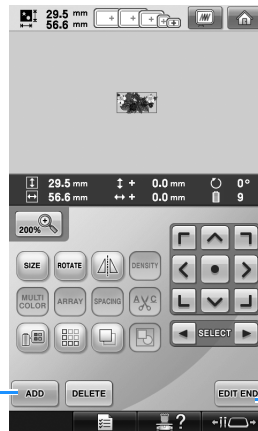 29.5 mm
56.6 mm
29.5 mm + 0.0 mm 0°
56.6 mm + 0.0 mm 9
200%
SIZE ROTATE DENSITY
MULTI COLOR ARRAY SPACING A C
SELECT
ADD DELETE EDIT END
?